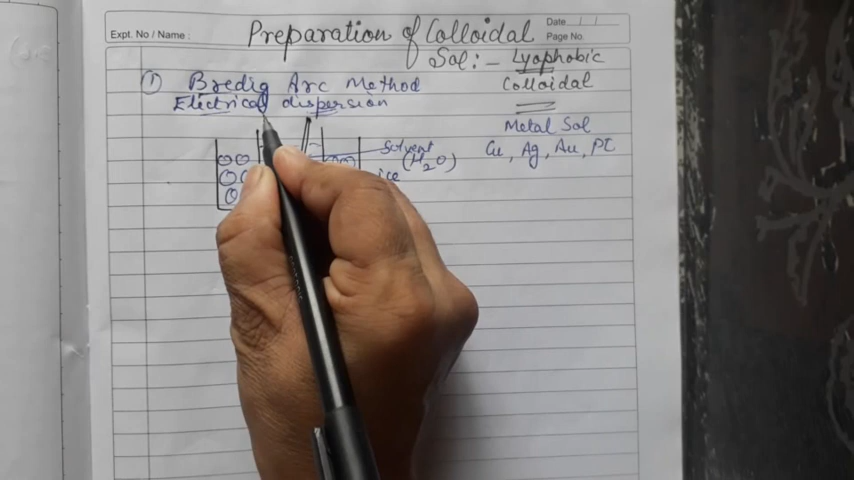 Expt. No / Name :
Preparation of Colloidal
Date / /
Page No.
Sol:- Lyophobic
Colloidal
① Bredig Arc Method
Electrical dispersion
Metal Sol
Cu, Ag, Au, Pt
Solvent
(H2O)
ice